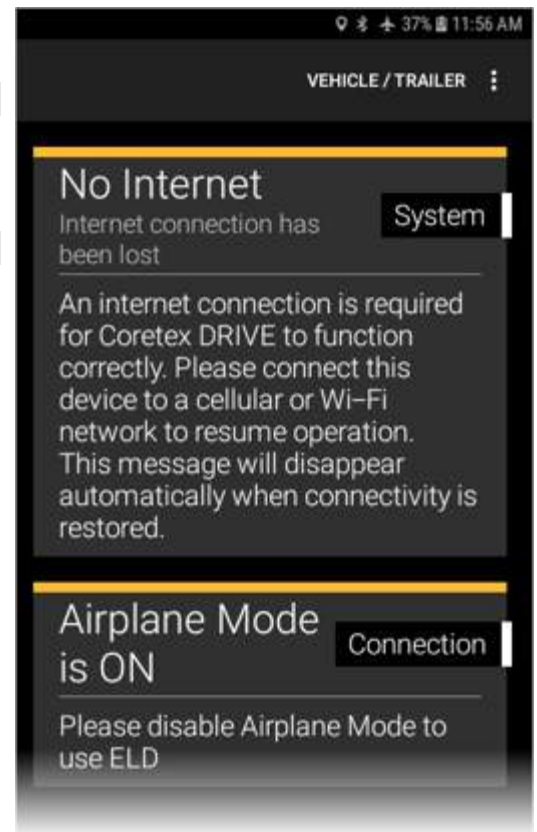 37% 11:56 AM
VEHICLE / TRAILER
No Internet
System
Internet connection has
been lost
An internet connection is required
for Coretex DRIVE to function
correctly. Please connect this
device to a cellular or Wi-Fi
network to resume operation.
This message will disappear
automatically when connectivity is
restored.
Airplane Mode
is ON
Connection
Please disable Airplane Mode to
use ELD